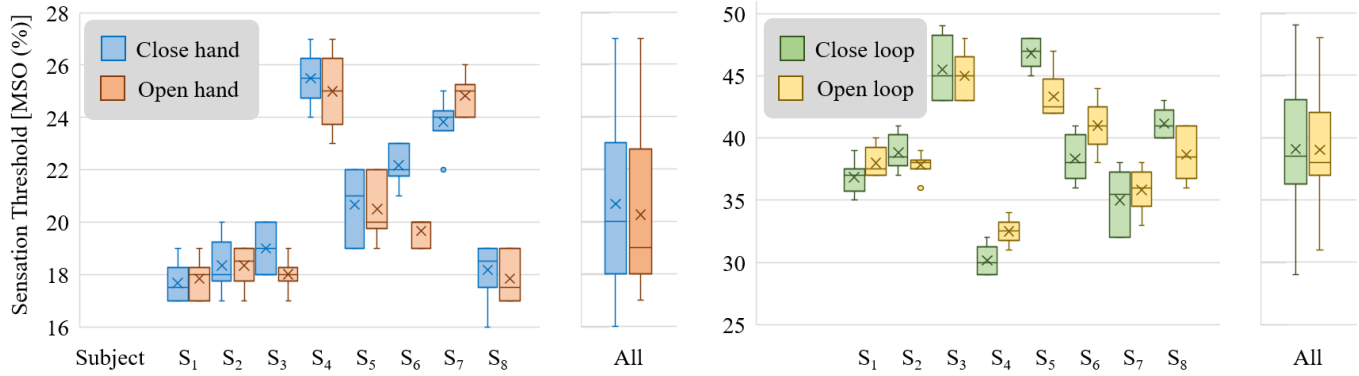 Sensation Threshold [MSO (%)]
28
26
24
22
20
18
16
Close hand
Open hand
Subject S₁ S₂ S₃ S₄ S₅ S₆ S₇ S₈ All
50
45
40
35
30
25
Close loop
Open loop
S₁ S₂ S₃ S₄ S₅ S₆ S₇ S₈ All